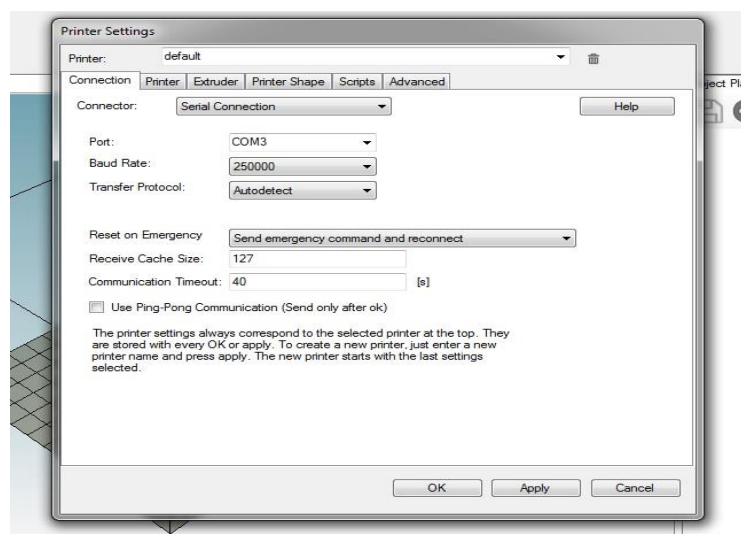 Printer Settings
Printer: default
Connection Printer Extruder Printer Shape Scripts Advanced
Connector: Serial Connection Help
Port: COM3
Baud Rate: 250000
Transfer Protocol: Autodetect
Reset on Emergency Send emergency command and reconnect
Receive Cache Size: 127
Communication Timeout: 40 [s]
Use Ping-Pong Communication (Send only after ok)
The printer settings always correspond to the selected printer at the top. They
are stored with every OK or apply. To create a new printer, just enter a new
printer name and press apply. The new printer starts with the last settings
selected.
OK Apply Cancel